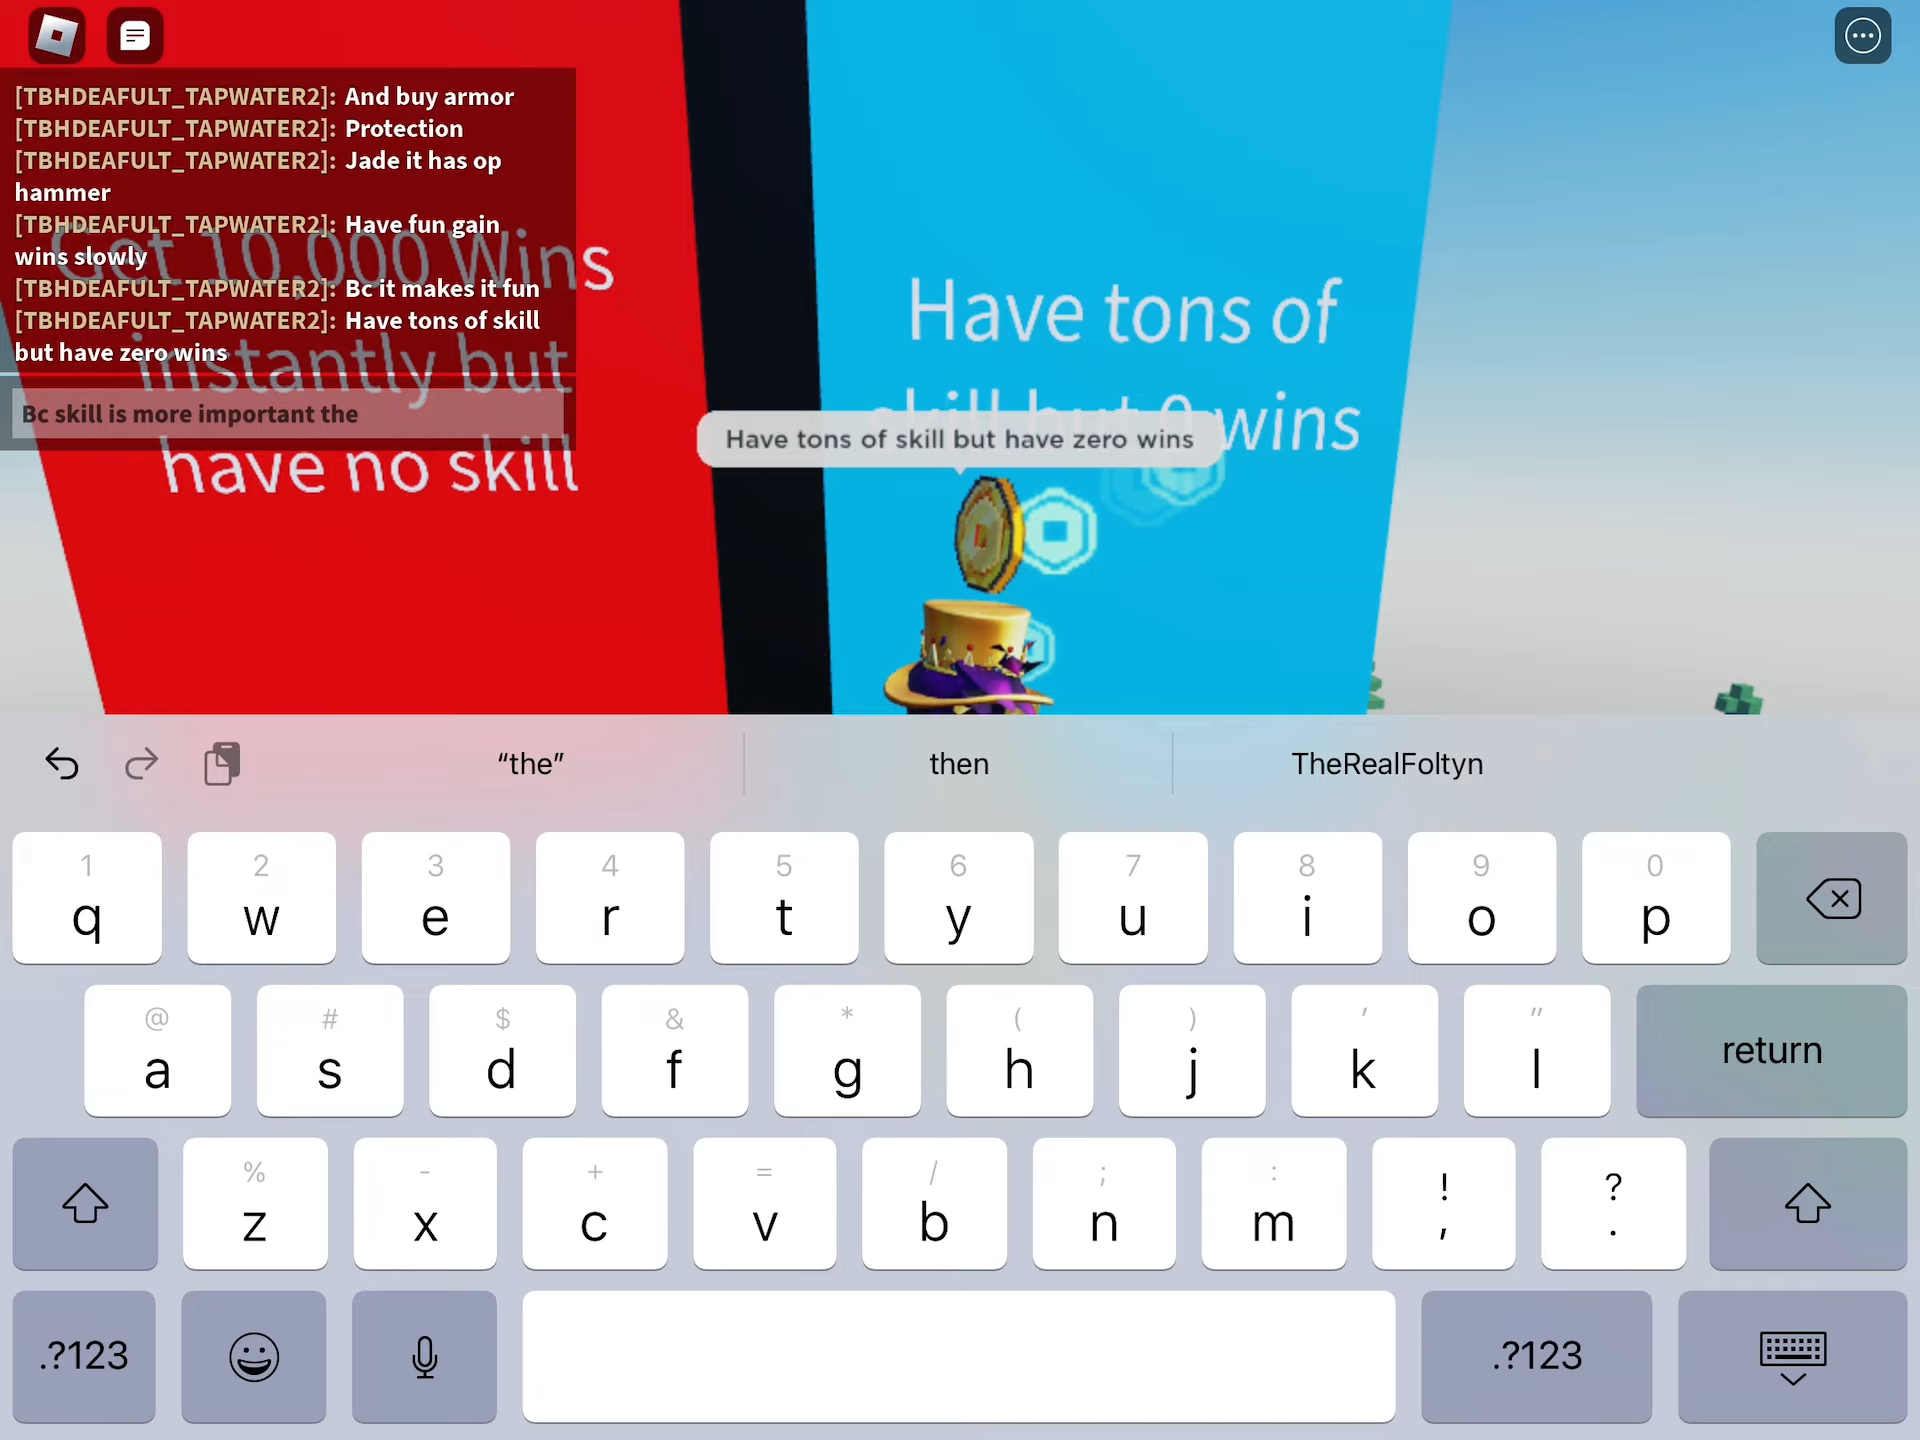 [TBHDEAFULT_TAPWATER2]: And buy armor
[TBHDEAFULT_TAPWATER2]: Protection
[TBHDEAFULT_TAPWATER2]: Jade it has op
hammer
[TBHDEAFULT_TAPWATER2]: Have fun gain
wins slowly
[TBHDEAFULT_TAPWATER2]: Bc it makes it fun
[TBHDEAFULT_TAPWATER2]: Have tons of skill
but have zero wins
Bc skill is more important the
Get 10,000 Wins
instantly but
have no skill
Have tons of
skill but 0 wins
Have tons of skill but have zero wins
“the”
then
TheRealFoltyn
1 2 3 4 5 6 7 8 9 0
q w e r t y u i o p
@ # $ & * ( ) ' "
a s d f g h j k l return
% - + = / ; : ! ?
z x c v b n m , .
.?123 .?123